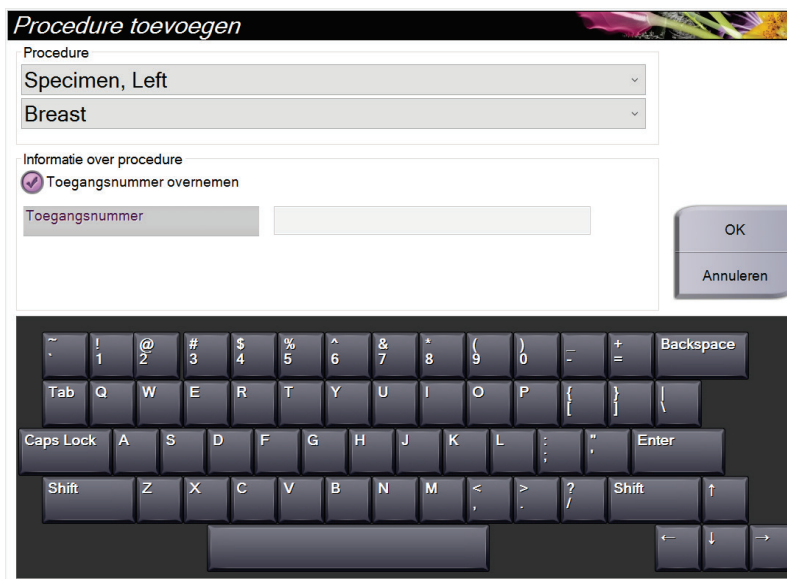 Procedure toevoegen
Procedure
Specimen, Left
Breast
Informatie over procedure
Toegangsnummer overnemen
Toegangsnummer
OK
Annuleren
~ ! @ # $ % ^ & * ( ) _ + Backspace
` 1 2 3 4 5 6 7 8 9 0 - =
Tab Q W E R T Y U I O P { } |
[ ] \
Caps Lock A S D F G H J K L : " Enter
; '
Shift Z X C V B N M < > ? Shift ↑
, . /
← ↓ →